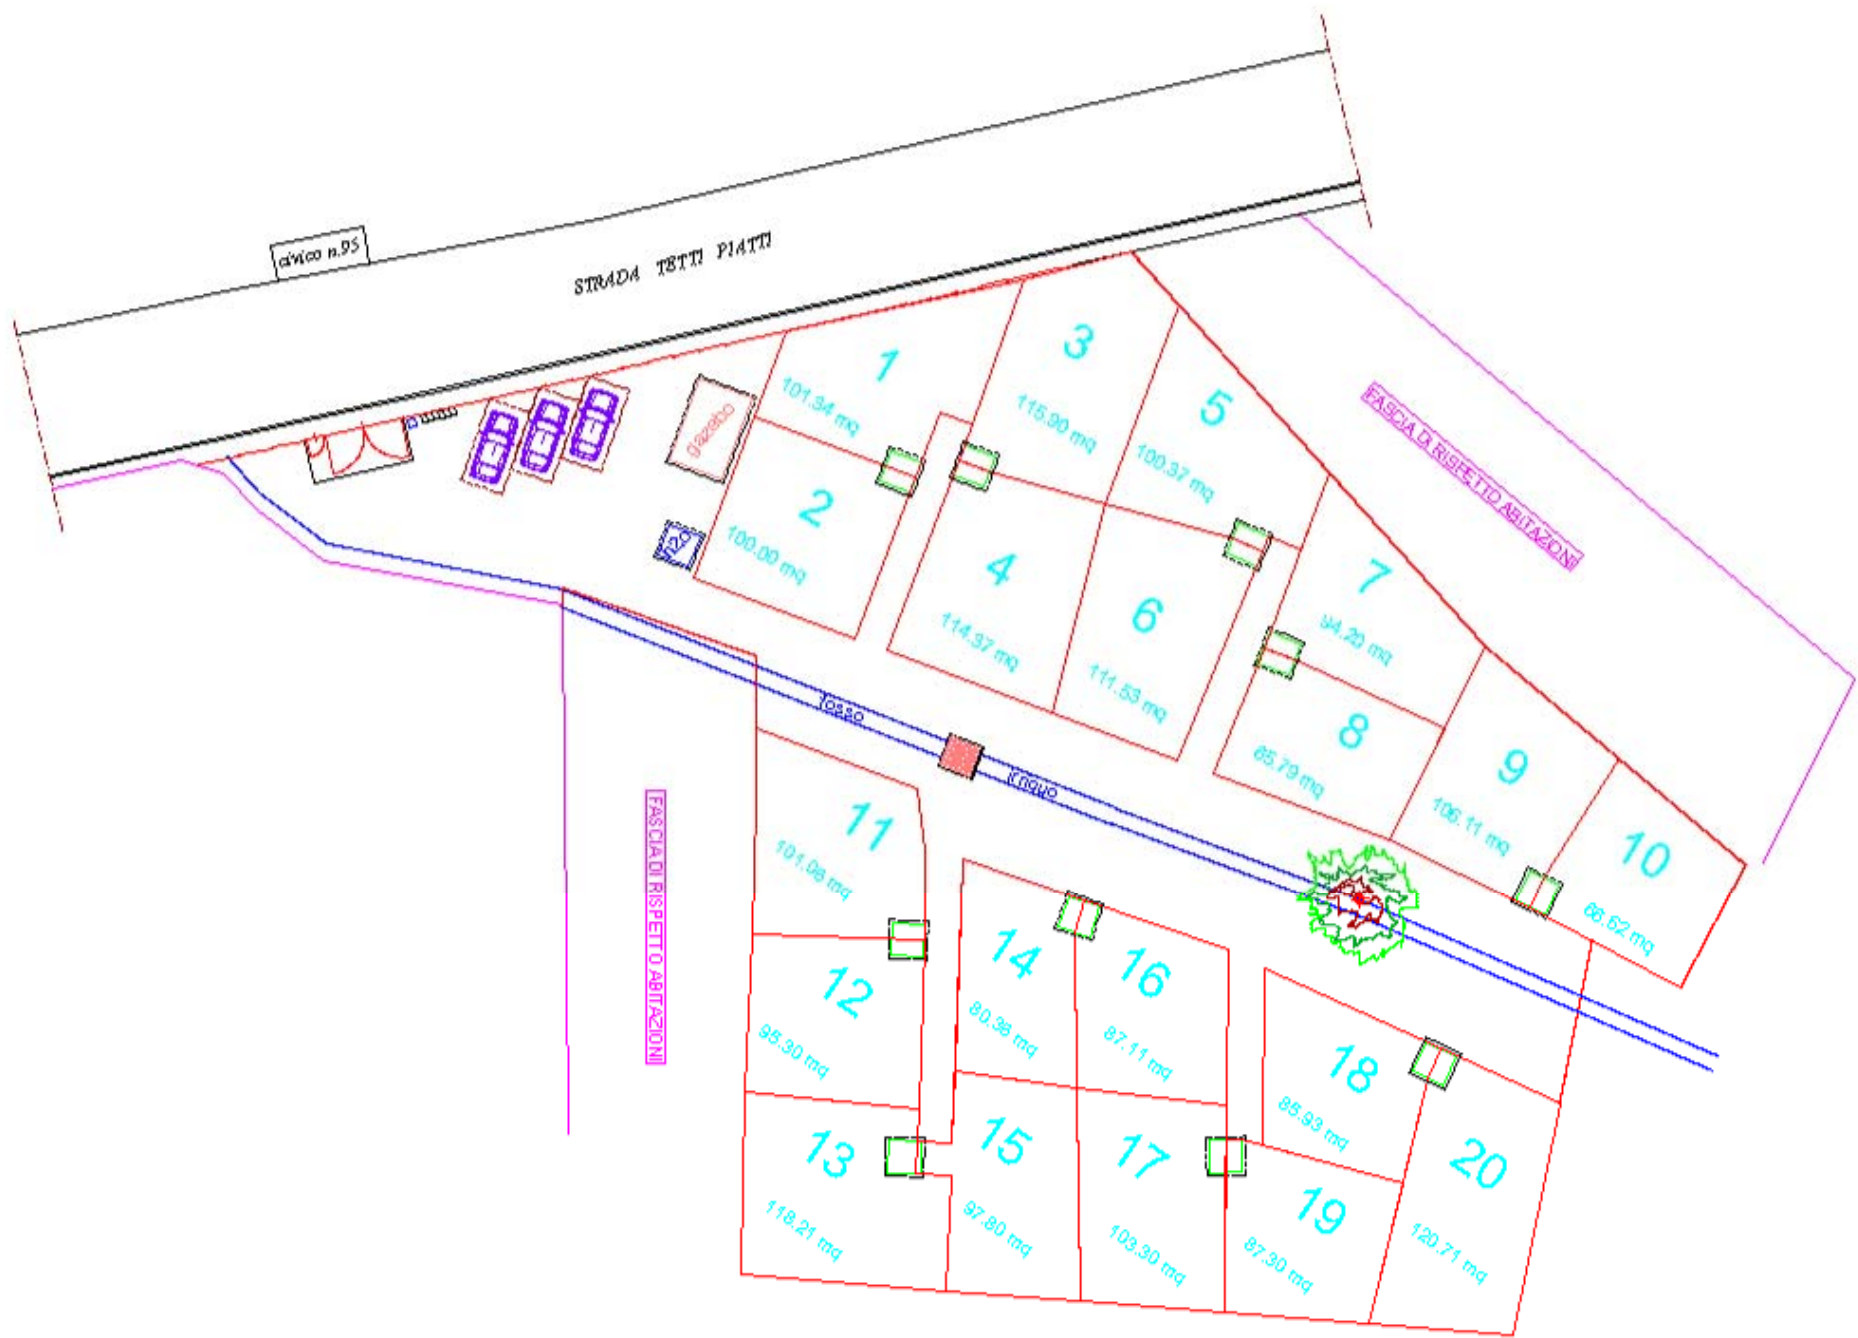 civico n.95
STRADA TETTI PIATTI
1
101.34 mq
2
100.00 mq
3
115.90 mq
4
114.37 mq
5
100.37 mq
6
111.53 mq
7
94.20 mq
8
85.79 mq
9
106.11 mq
10
86.62 mq
gazebo
H2O
FASCIA DI RISPETTO ABITAZIONI
fosso
irriguo
FASCIA DI RISPETTO ABITAZIONI
11
101.06 mq
12
95.30 mq
13
118.21 mq
14
80.38 mq
15
97.80 mq
16
87.11 mq
17
103.30 mq
18
85.93 mq
19
87.30 mq
20
120.71 mq